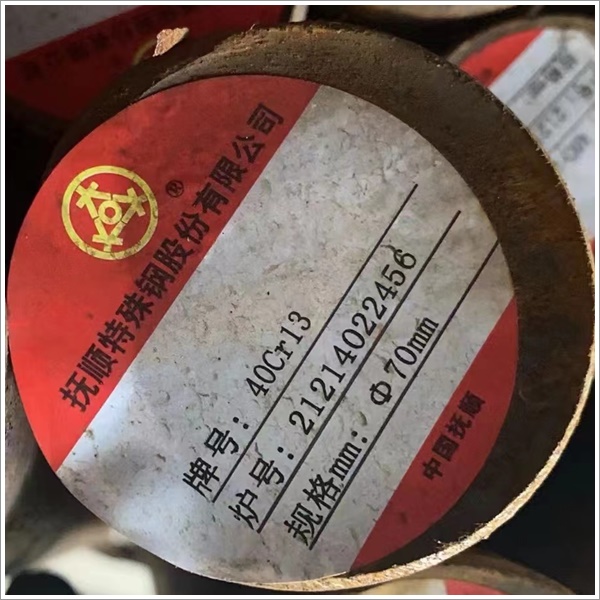 抚顺特殊钢股份有限公司
®
牌号: 40Cr13
炉号: 21214022456
规格mm: Φ70mm
中国抚顺